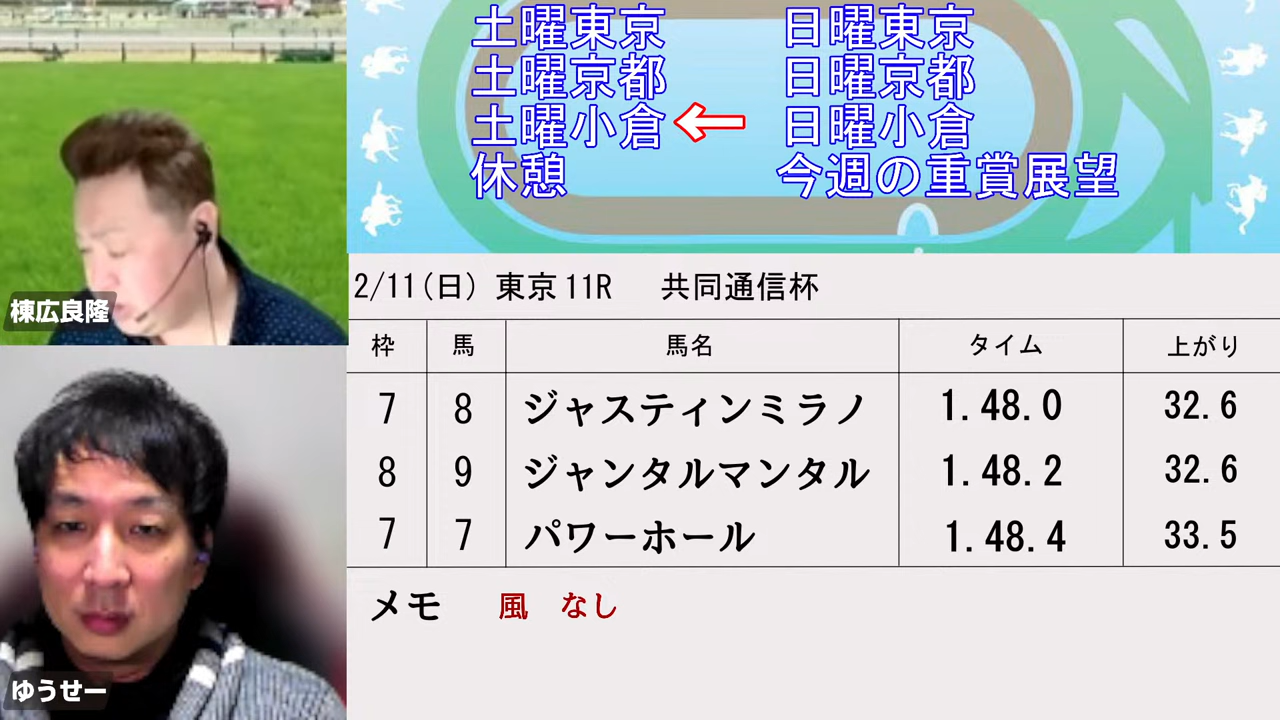 土曜東京 日曜東京
土曜京都 日曜京都
土曜小倉 日曜小倉
休憩 今週の重賞展望
棟広良隆
2/11(日) 東京11R 共同通信杯
枠 馬 馬名 タイム 上がり
7 8 ジャスティンミラノ 1.48.0 32.6
8 9 ジャンタルマンタル 1.48.2 32.6
7 7 パワーホール 1.48.4 33.5
メモ 風 なし
ゆうせー